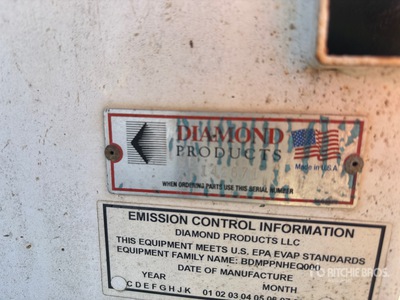 DIAMOND
PRODUCTS
Made in U.S.A.
WHEN ORDERING PARTS USE THIS SERIAL NUMBER
EMISSION CONTROL INFORMATION
DIAMOND PRODUCTS LLC
THIS EQUIPMENT MEETS U.S. EPA EVAP STANDARDS
EQUIPMENT FAMILY NAME: BDMPPNHEQ000
DATE OF MANUFACTURE
YEAR MONTH
C D E F G H J K 01 02 03 04 05 06
RITCHIE BROS.